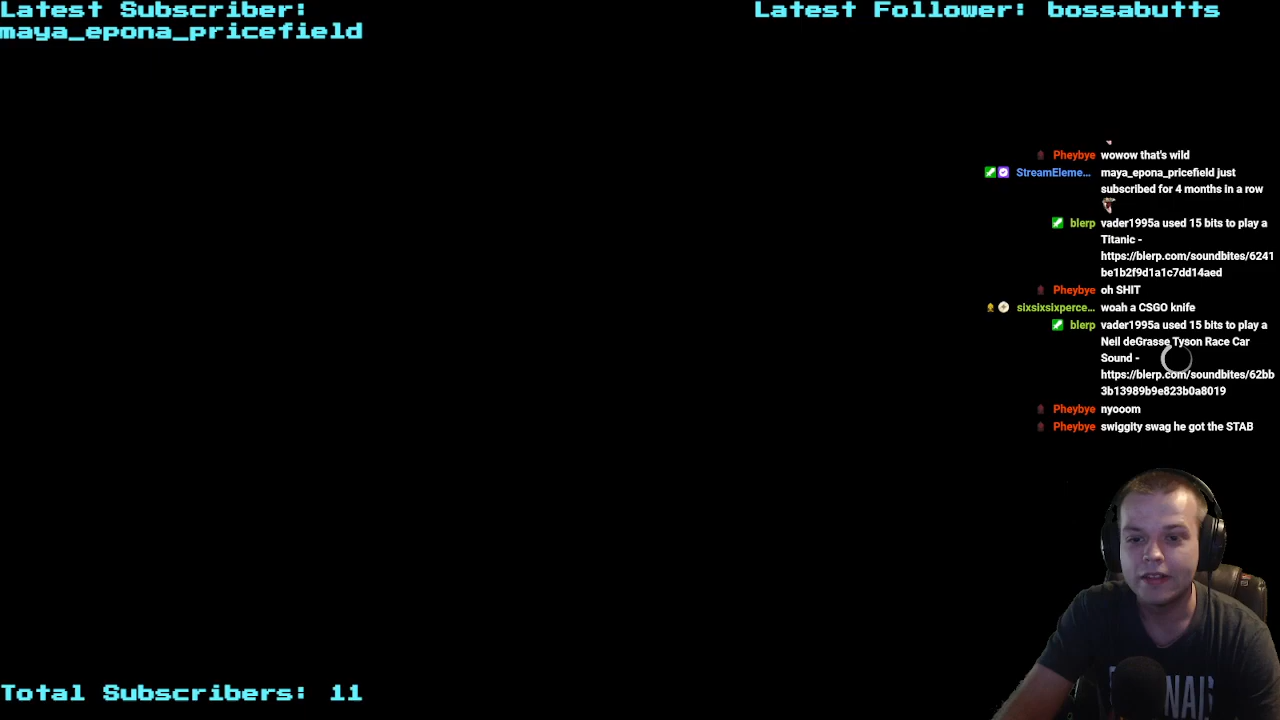 Latest Subscriber:
maya_epona_pricefield
Latest Follower: bossabutts
Pheybye wowow that's wild
StreamEleme... maya_epona_pricefield just
subscribed for 4 months in a row
blerp vader1995a used 15 bits to play a
Titanic -
https://blerp.com/soundbites/6241
be1b2f9d1a1c7dd14aed
Pheybye oh SHIT
sixsixsixperce... woah a CSGO knife
blerp vader1995a used 15 bits to play a
Neil deGrasse Tyson Race Car
Sound -
https://blerp.com/soundbites/62bb
3b13989b9e823b0a8019
Pheybye nyooom
Pheybye swiggity swag he got the STAB
Total Subscribers: 11